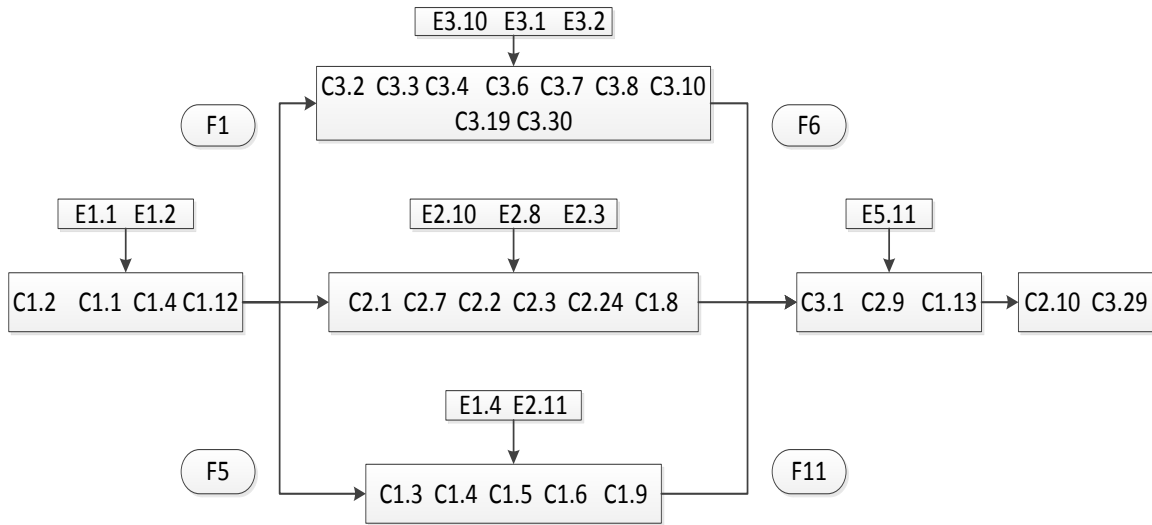 E3.10 E3.1 E3.2
C3.2 C3.3 C3.4 C3.6 C3.7 C3.8 C3.10
C3.19 C3.30
F1
F6
E1.1 E1.2
E2.10 E2.8 E2.3
E5.11
C1.2 C1.1 C1.4 C1.12
C2.1 C2.7 C2.2 C2.3 C2.24 C1.8
C3.1 C2.9 C1.13
C2.10 C3.29
E1.4 E2.11
F5
F11
C1.3 C1.4 C1.5 C1.6 C1.9